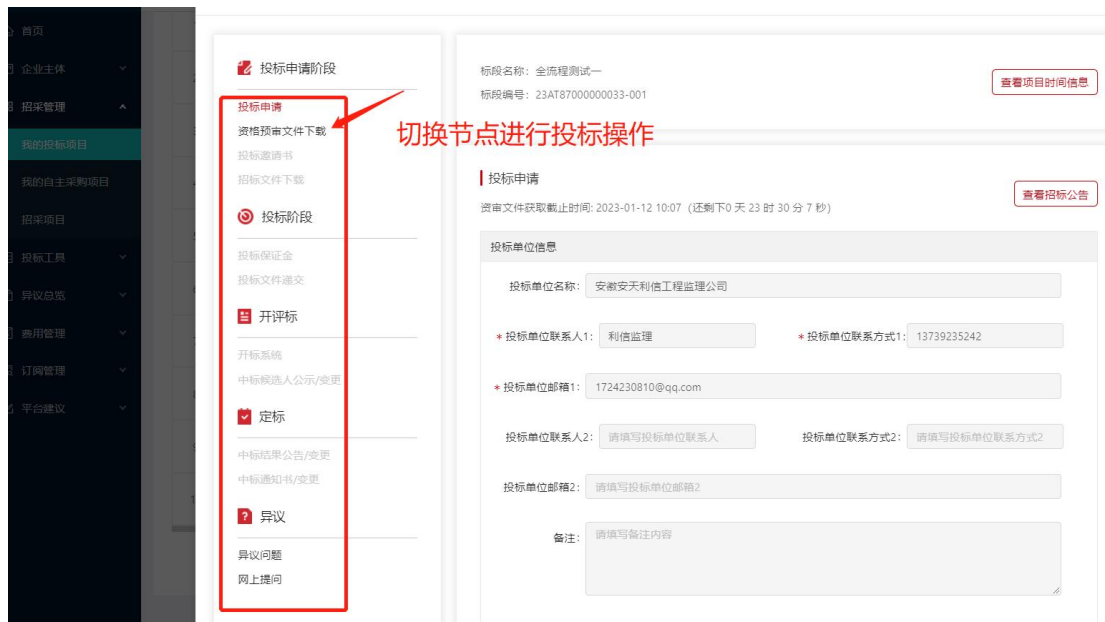 首页
企业主体
招采管理
我的投标项目
我的自主采购项目
招采项目
投标工具
异议总览
费用管理
订阅管理
平台建议
投标申请阶段
投标申请
资格预审文件下载
投标邀请书
招标文件下载
投标阶段
投标保证金
投标文件递交
开评标
开标系统
中标候选人公示/变更
定标
中标结果公告/变更
中标通知书/变更
异议
异议问题
网上提问
切换节点进行投标操作
标段名称: 全流程测试一
标段编号: 23AT87000000033-001
查看项目时间信息
投标申请
查看招标公告
资审文件获取截止时间: 2023-01-12 10:07 (还剩下0 天 23 时 30 分 7 秒)
投标单位信息
投标单位名称: 安徽安天利信工程监理公司
* 投标单位联系人1: 利信监理 * 投标单位联系方式1: 13739235242
* 投标单位邮箱1: 1724230810@qq.com
投标单位联系人2: 请填写投标单位联系人 投标单位联系方式2: 请填写投标单位联系方式2
投标单位邮箱2: 请填写投标单位邮箱2
备注: 请填写备注内容